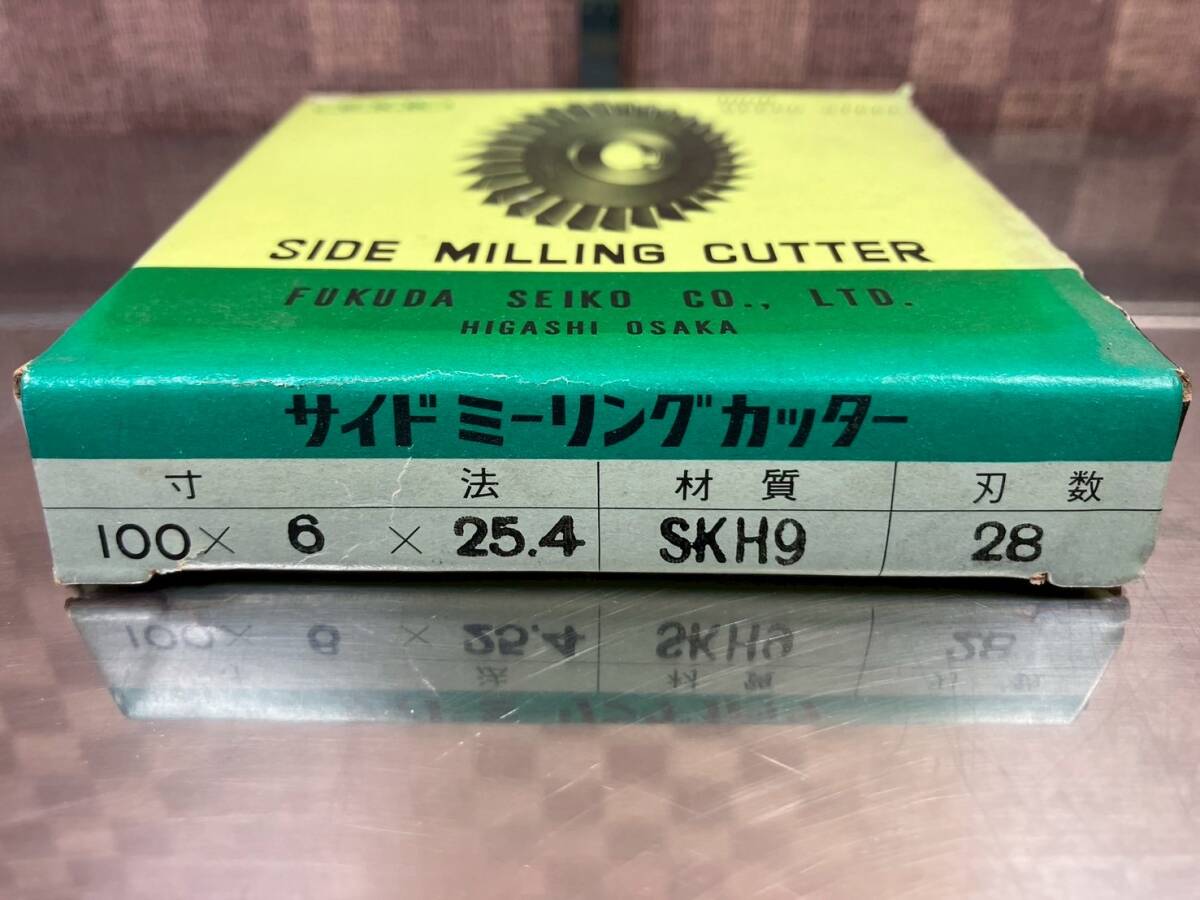 SIDE MILLING CUTTER
FUKUDA SEIKO CO., LTD.
HIGASHI OSAKA
サイドミーリングカッター
寸 法 材 質 刃 数
100× 6 × 25.4 SKH9 28